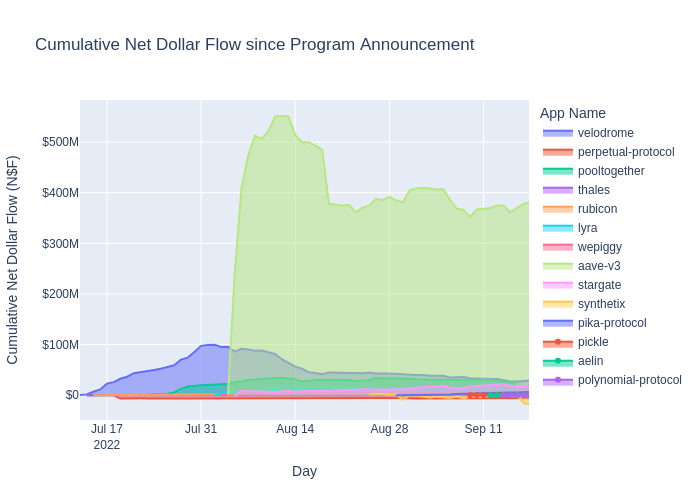 Cumulative Net Dollar Flow since Program Announcement
Cumulative Net Dollar Flow (N$F)
$500M
$400M
$300M
$200M
$100M
$0
Jul 17
2022
Jul 31
Aug 14
Aug 28
Sep 11
Day
App Name
velodrome
perpetual-protocol
pooltogether
thales
rubicon
lyra
wepiggy
aave-v3
stargate
synthetix
pika-protocol
pickle
aelin
polynomial-protocol